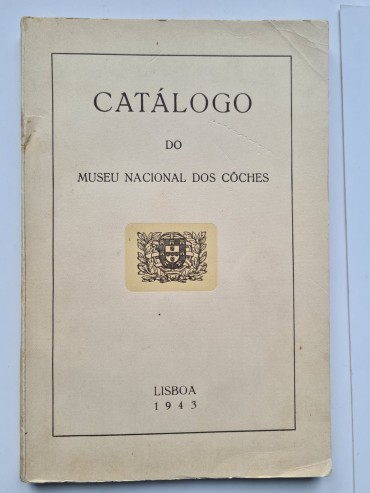 CATÁLOGO
DO
MUSEU NACIONAL DOS CÔCHES
LISBOA
1943